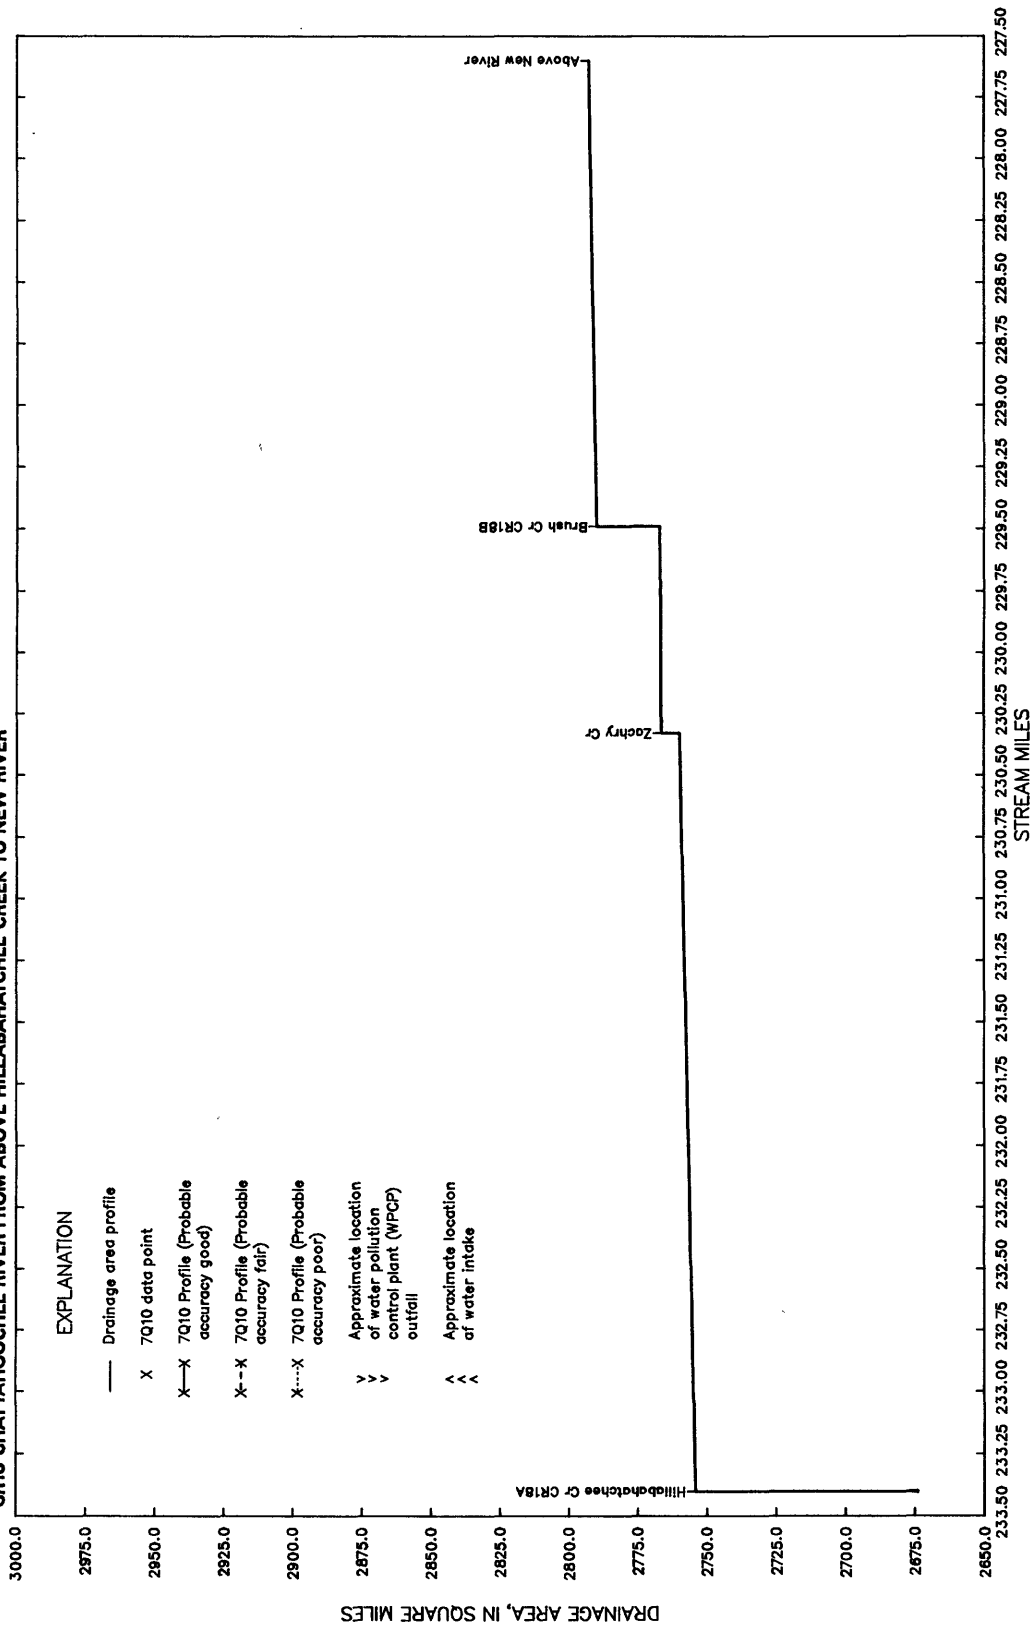 CR18 CHATTAHOOCHEE RIVER FROM ABOVE HILLABAHATCHEE CREEK TO NEW RIVER
EXPLANATION
Drainage area profile
X 7Q10 data point
X—X 7Q10 Profile (Probable
accuracy good)
X--X 7Q10 Profile (Probable
accuracy fair)
X----X 7Q10 Profile (Probable
accuracy poor)
Appraximate location
of water pollution
control plant (WPCP)
outfall
Appraximate location
of water intake
DRAINAGE AREA, IN SQUARE MILES
3000.0
2975.0
2950.0
2925.0
2900.0
2875.0
2850.0
2825.0
2800.0
2775.0
2750.0
2725.0
2700.0
2675.0
2650.0
Hillabahatchee Cr CR18A
Zachry Cr
Brush Cr CR18B
Above New River
233.50 233.25 233.00 232.75 232.50 232.25 232.00 231.75 231.50 231.25 231.00 230.75 230.50 230.25 230.00 229.75 229.50 229.25 229.00 228.75 228.50 228.25 228.00 227.75 227.50
STREAM MILES